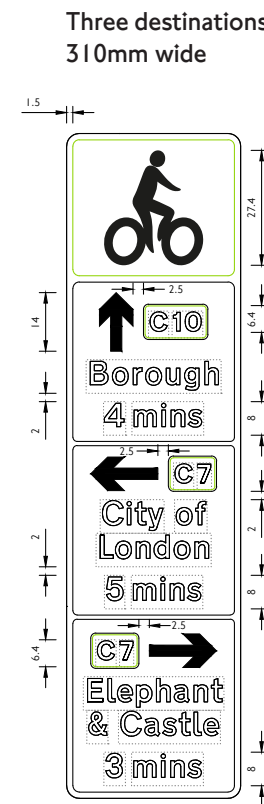 Three destinations
310mm wide
1.5
27.4
2.5
14
C10
6.4
Borough
2
4 mins
8
2.5
C7
City of
2
London
2
5 mins
8
2.5
6.4
C7
Elephant
& Castle
3 mins
8